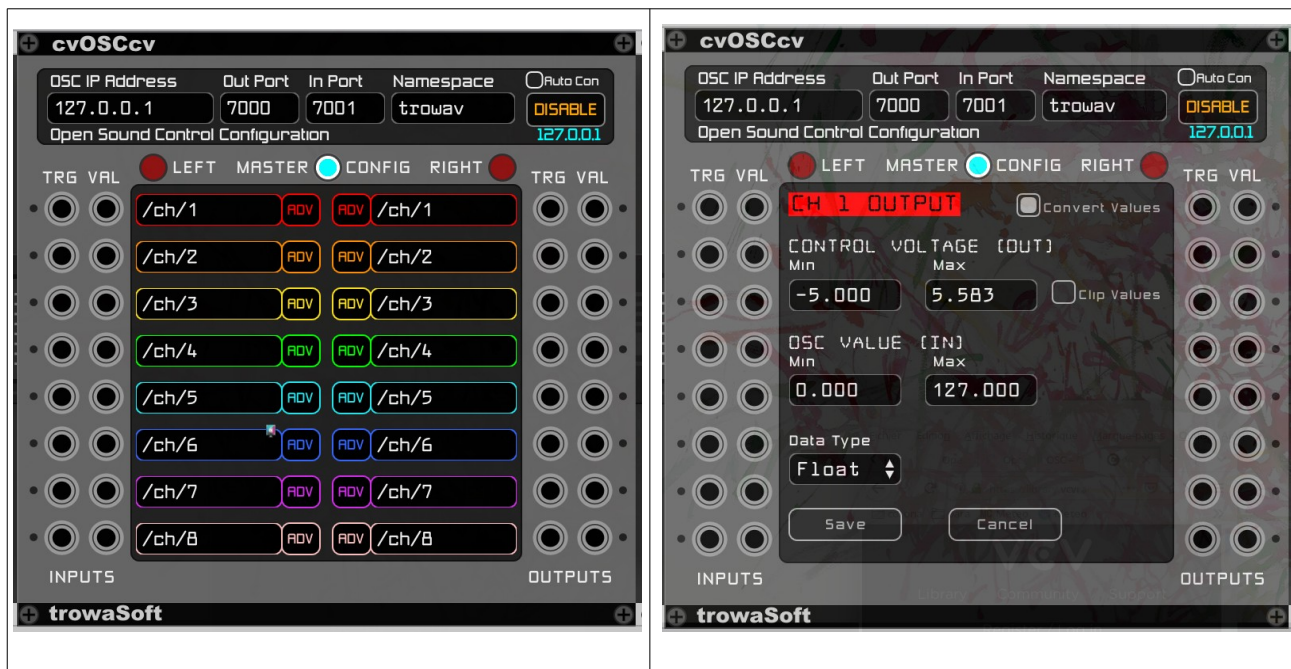 cvOSCcv
OSC IP Address Out Port In Port Namespace Auto Con
127.0.0.1 7000 7001 trowav DISABLE
Open Sound Control Configuration 127.0.0.1
LEFT MASTER CONFIG RIGHT
TRG VAL TRG VAL
/ch/1 ADV ADV /ch/1
/ch/2 ADV ADV /ch/2
/ch/3 ADV ADV /ch/3
/ch/4 ADV ADV /ch/4
/ch/5 ADV ADV /ch/5
/ch/6 ADV ADV /ch/6
/ch/7 ADV ADV /ch/7
/ch/8 ADV ADV /ch/8
INPUTS OUTPUTS
trowaSoft
cvOSCcv
OSC IP Address Out Port In Port Namespace Auto Con
127.0.0.1 7000 7001 trowav DISABLE
Open Sound Control Configuration 127.0.0.1
LEFT MASTER CONFIG RIGHT
TRG VAL TRG VAL
CH 1 OUTPUT Convert Values
CONTROL VOLTAGE (OUT)
Min Max
-5.000 5.583 Clip Values
OSC VALUE (IN)
Min Max
0.000 127.000
Data Type
Float
Save Cancel
VCV
Library Community Support
INPUTS OUTPUTS
trowaSoft